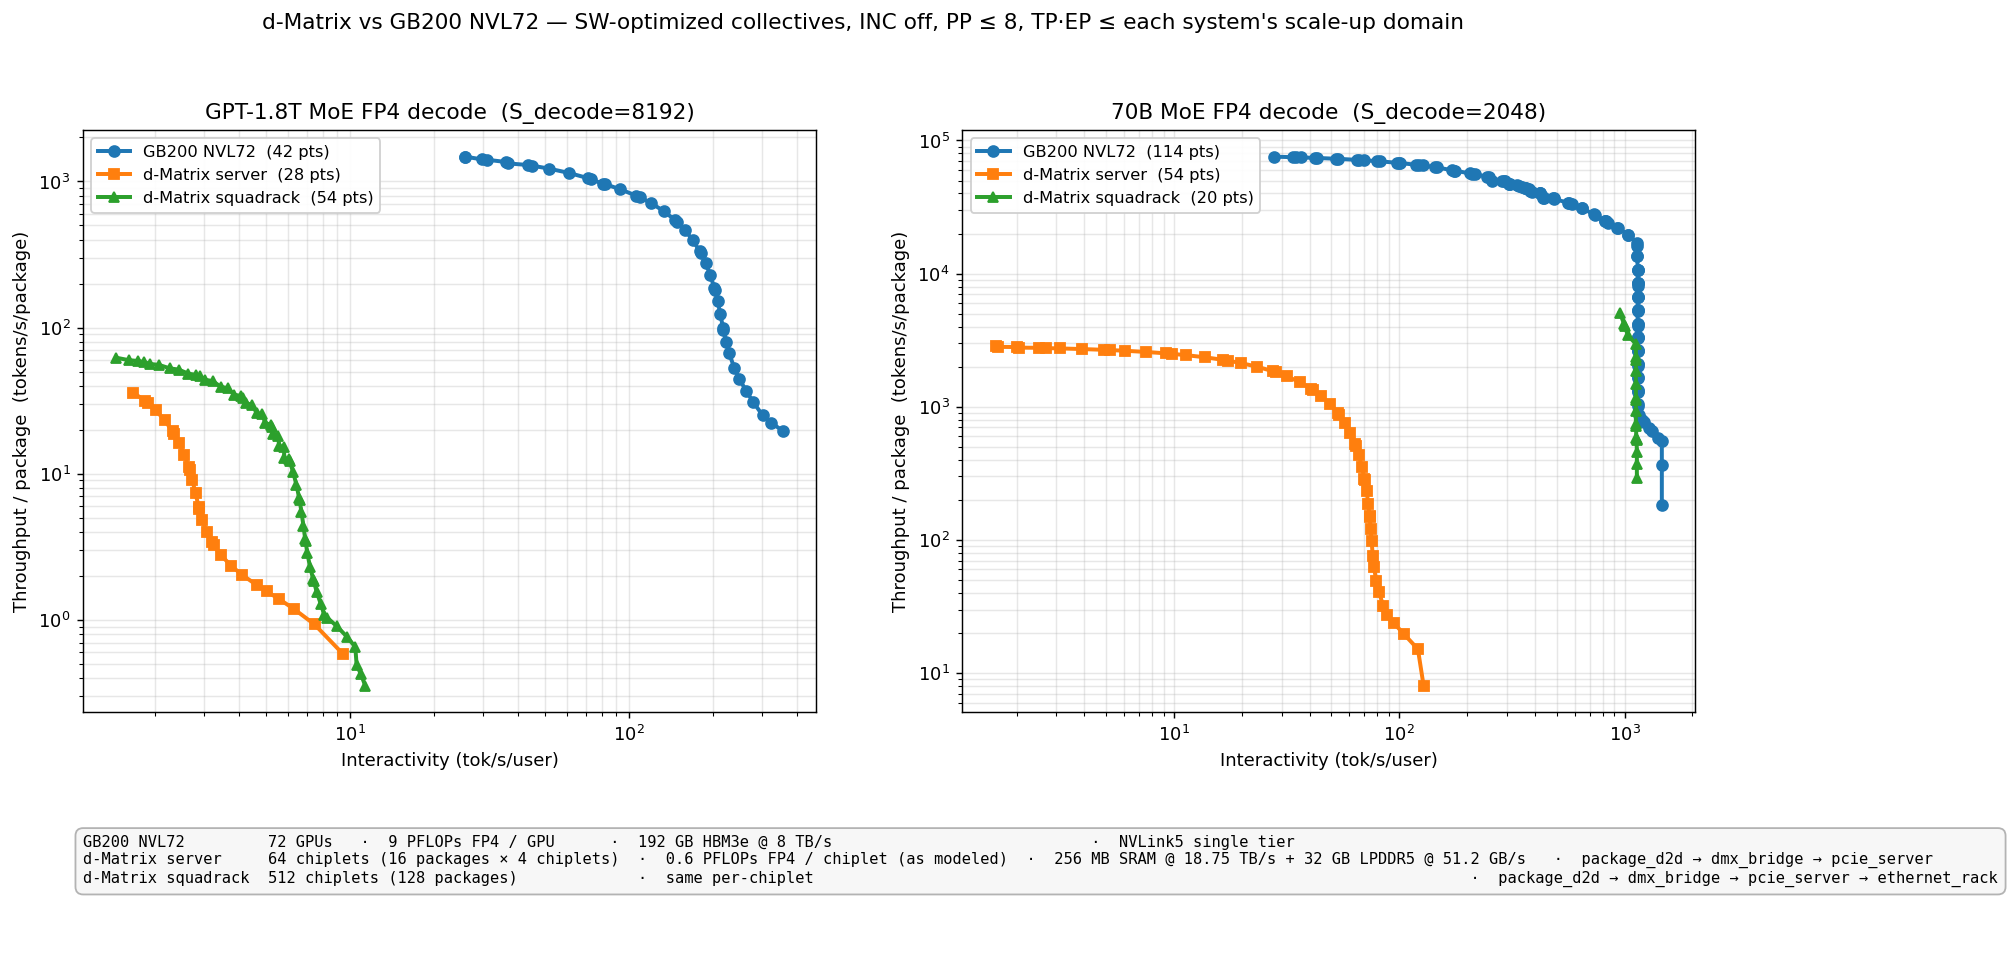 d-Matrix vs GB200 NVL72 — SW-optimized collectives, INC off, PP ≤ 8, TP·EP ≤ each system's scale-up domain
GPT-1.8T MoE FP4 decode  (S_decode=8192)
GB200 NVL72  (42 pts)
d-Matrix server  (28 pts)
d-Matrix squadrack  (54 pts)
Throughput / package  (tokens/s/package)
10³
10²
10¹
10⁰
10¹
10²
Interactivity (tok/s/user)
70B MoE FP4 decode  (S_decode=2048)
GB200 NVL72  (114 pts)
d-Matrix server  (54 pts)
d-Matrix squadrack  (20 pts)
Throughput / package  (tokens/s/package)
10⁵
10⁴
10³
10²
10¹
10¹
10²
10³
Interactivity (tok/s/user)
GB200 NVL72         72 GPUs   ·  9 PFLOPs FP4 / GPU      ·  192 GB HBM3e @ 8 TB/s                            ·  NVLink5 single tier
d-Matrix server     64 chiplets (16 packages × 4 chiplets)  ·  0.6 PFLOPs FP4 / chiplet (as modeled)  ·  256 MB SRAM @ 18.75 TB/s + 32 GB LPDDR5 @ 51.2 GB/s   ·  package_d2d → dmx_bridge → pcie_server
d-Matrix squadrack  512 chiplets (128 packages)             ·  same per-chiplet                                                                       ·  package_d2d → dmx_bridge → pcie_server → ethernet_rack